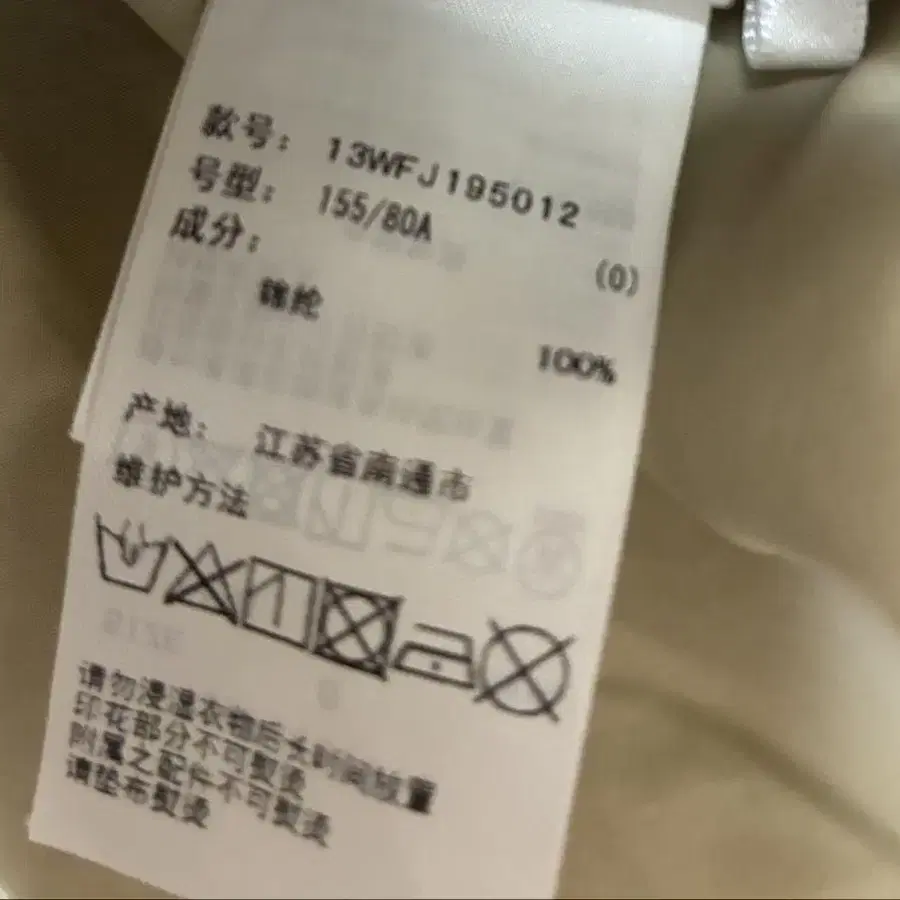 款号: 13WFJ195012
号型: 155/80A
成分: (0)
锦纶 100%
产地: 江苏省南通市
维护方法
请勿浸湿衣物后长时间放置
印花部分不可熨烫
附属之配件不可熨烫
请垫布熨烫